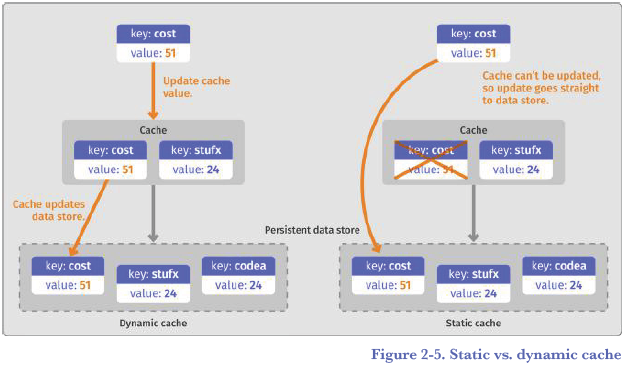 key: cost
value: 51
Update cache
value.
Cache
key: cost
value: 51
key: stufx
value: 24
Cache updates
data store.
Persistent data store
key: cost
value: 51
key: stufx
value: 24
key: codea
value: 24
Dynamic cache
key: cost
value: 51
Cache can't be updated,
so update goes straight
to data store.
Cache
key: cost
value: 51
key: stufx
value: 24
key: cost
value: 51
key: stufx
value: 24
key: codea
value: 24
Static cache
Figure 2-5. Static vs. dynamic cache